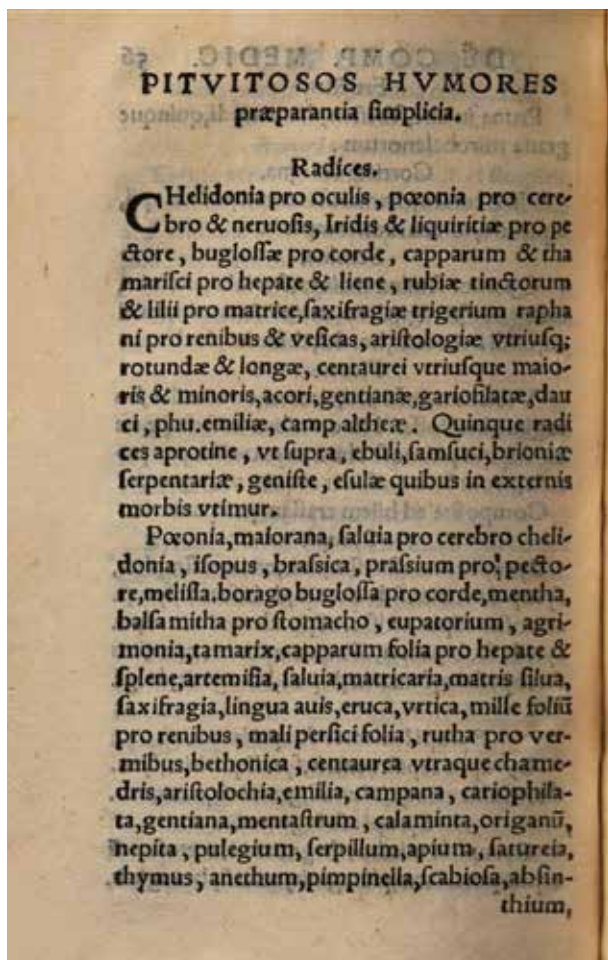 PITVITOSOS HVMORES
præparantia ſimplicia.
Radices.
CHelidonia pro oculis, pœonia pro cere-
bro & neruoſis, Iridis & liquiritiæ pro pe
ctore, bugloſſæ pro corde, capparum & tha
mariſci pro hepate & liene, rubiæ tinctorum
& lilii pro matrice, ſaxifragiæ trigerium rapha
ni pro renibus & veſicas, ariſtologiæ vtriuſq;
rotundæ & longæ, centaurei vtriuſque maio-
ris & minoris, acori, gentianæ, gariofilatæ, dau
ci, phu. emiliæ, camp altheæ. Quinque radi
ces aprotine, vt ſupra, ebuli, ſamſuci, brioniæ
ſerpentariæ, geniſte, eſulæ quibus in externis
morbis vtimur.
Pœonia, maiorana, ſaluia pro cerebro cheli-
donia, iſopus, braſsica, praſsium pro pecto-
re, meliſſa. borago bugloſſa pro corde, mentha,
balſa mitha pro ſtomacho, eupatorium, agri-
monia, tamarix, capparum folia pro hepate &
ſplene, artemiſia, ſaluia, matricaria, matris ſilua,
ſaxifragia, lingua auis, eruca, vrtica, mille foliū
pro renibus, mali perſici folia, rutha pro ver-
mibus, bethonica, centaurea vtraque chame-
dris, ariſtolochia, emilia, campana, cariophila-
ta, gentiana, mentaſtrum, calaminta, origanū,
nepita, pulegium, ſerpillum, apium, ſatureia,
thymus, anethum, pimpinella, ſcabioſa, abſin-
thium,